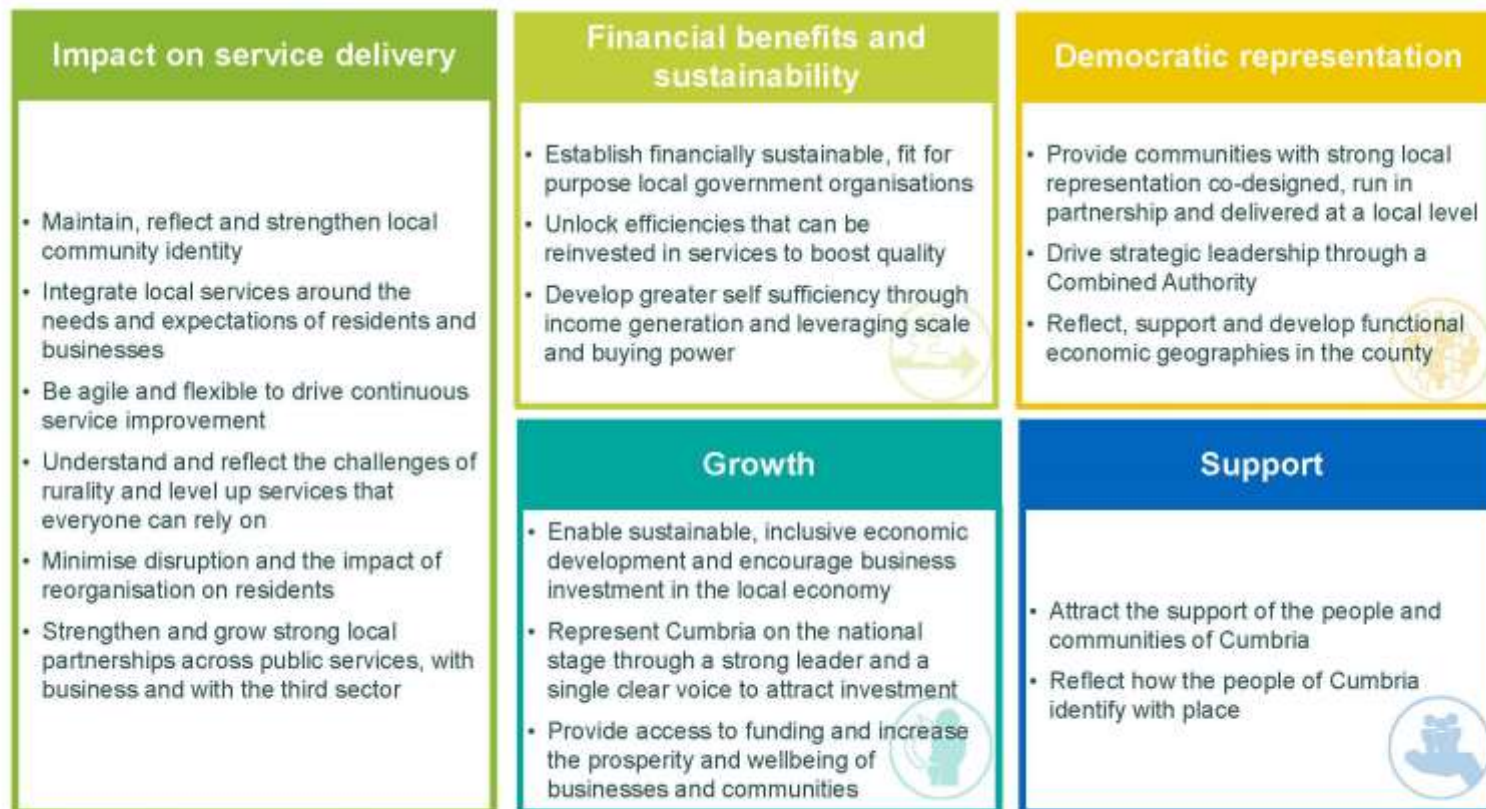 Impact on service delivery
• Maintain, reflect and strengthen local
community identity
• Integrate local services around the
needs and expectations of residents and
businesses
• Be agile and flexible to drive continuous
service improvement
• Understand and reflect the challenges of
rurality and level up services that
everyone can rely on
• Minimise disruption and the impact of
reorganisation on residents
• Strengthen and grow strong local
partnerships across public services, with
business and with the third sector
Financial benefits and
sustainability
• Establish financially sustainable, fit for
purpose local government organisations
• Unlock efficiencies that can be
reinvested in services to boost quality
• Develop greater self sufficiency through
income generation and leveraging scale
and buying power
Democratic representation
• Provide communities with strong local
representation co-designed, run in
partnership and delivered at a local level
• Drive strategic leadership through a
Combined Authority
• Reflect, support and develop functional
economic geographies in the county
Growth
• Enable sustainable, inclusive economic
development and encourage business
investment in the local economy
• Represent Cumbria on the national
stage through a strong leader and a
single clear voice to attract investment
• Provide access to funding and increase
the prosperity and wellbeing of
businesses and communities
Support
• Attract the support of the people and
communities of Cumbria
• Reflect how the people of Cumbria
identify with place